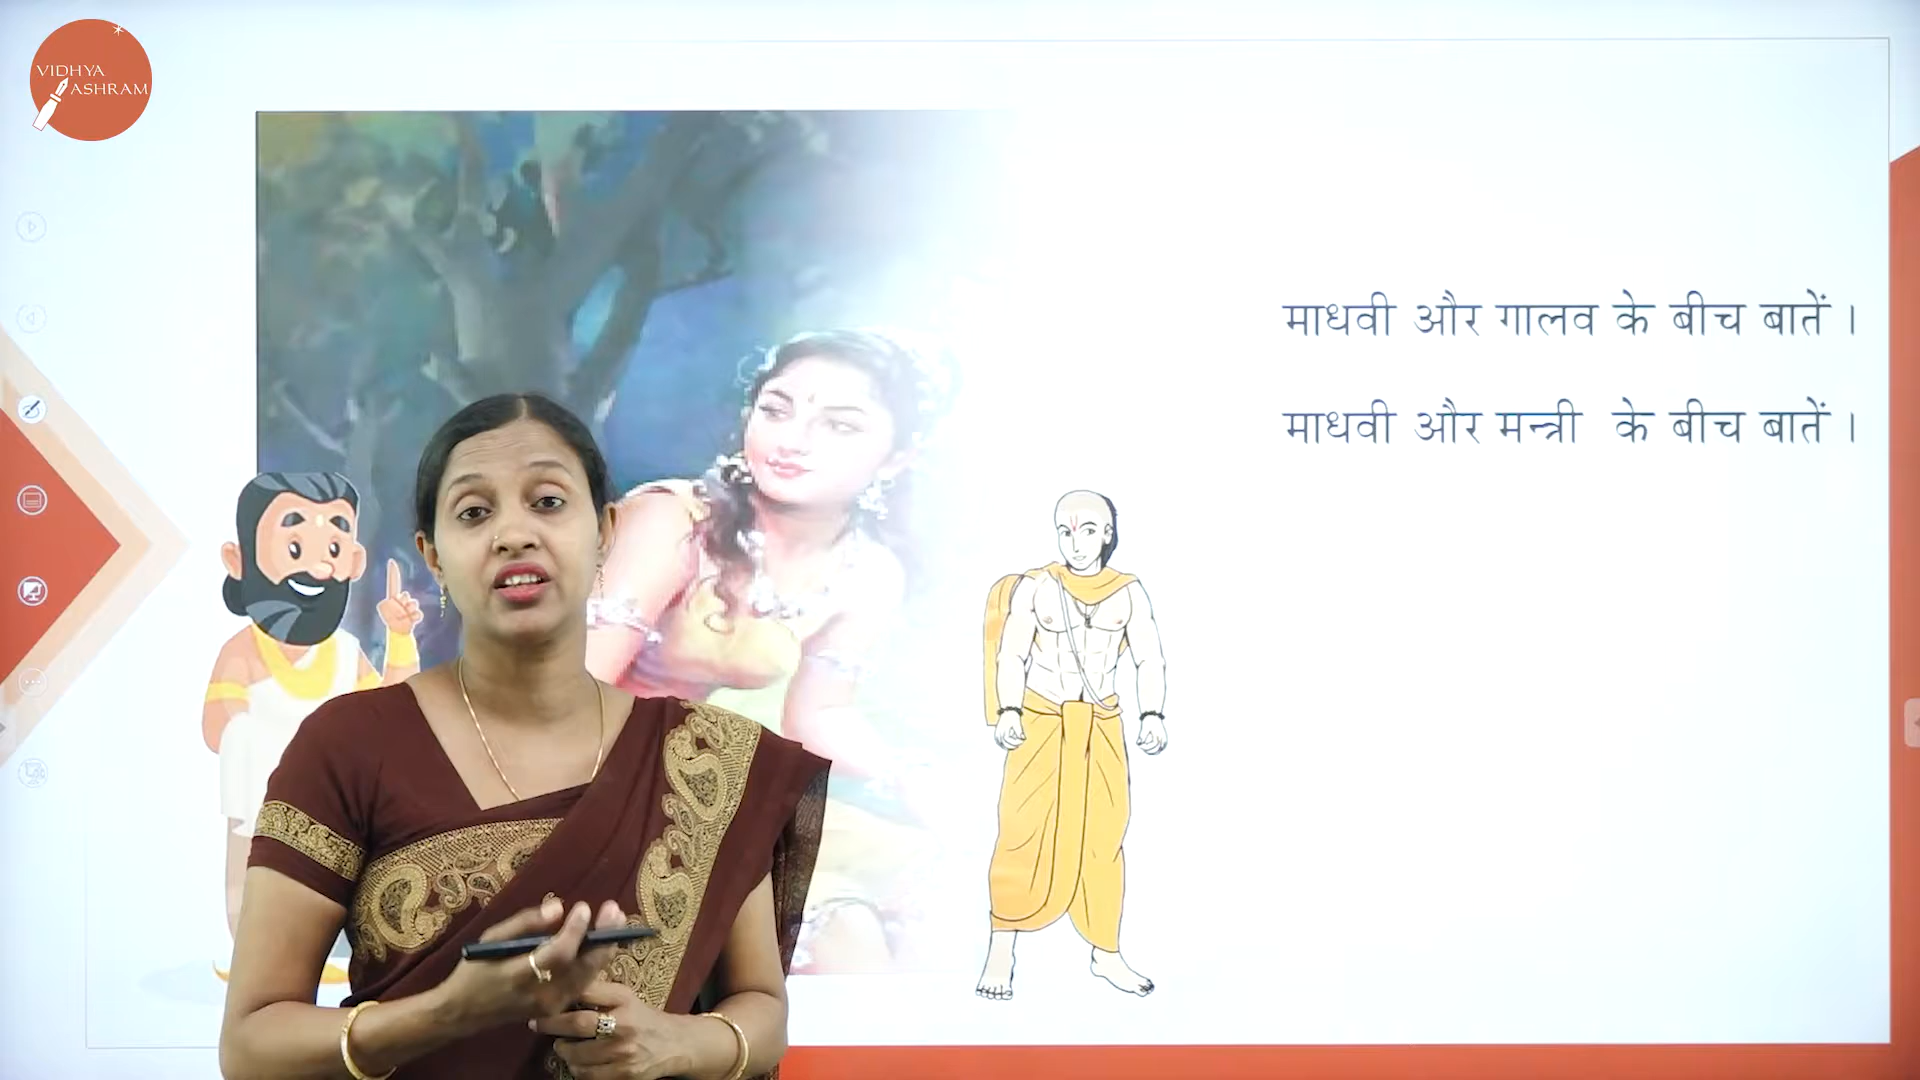 VIDHYA
ASHRAM
माधवी और गालव के बीच बातें ।
माधवी और मन्त्री के बीच बातें ।